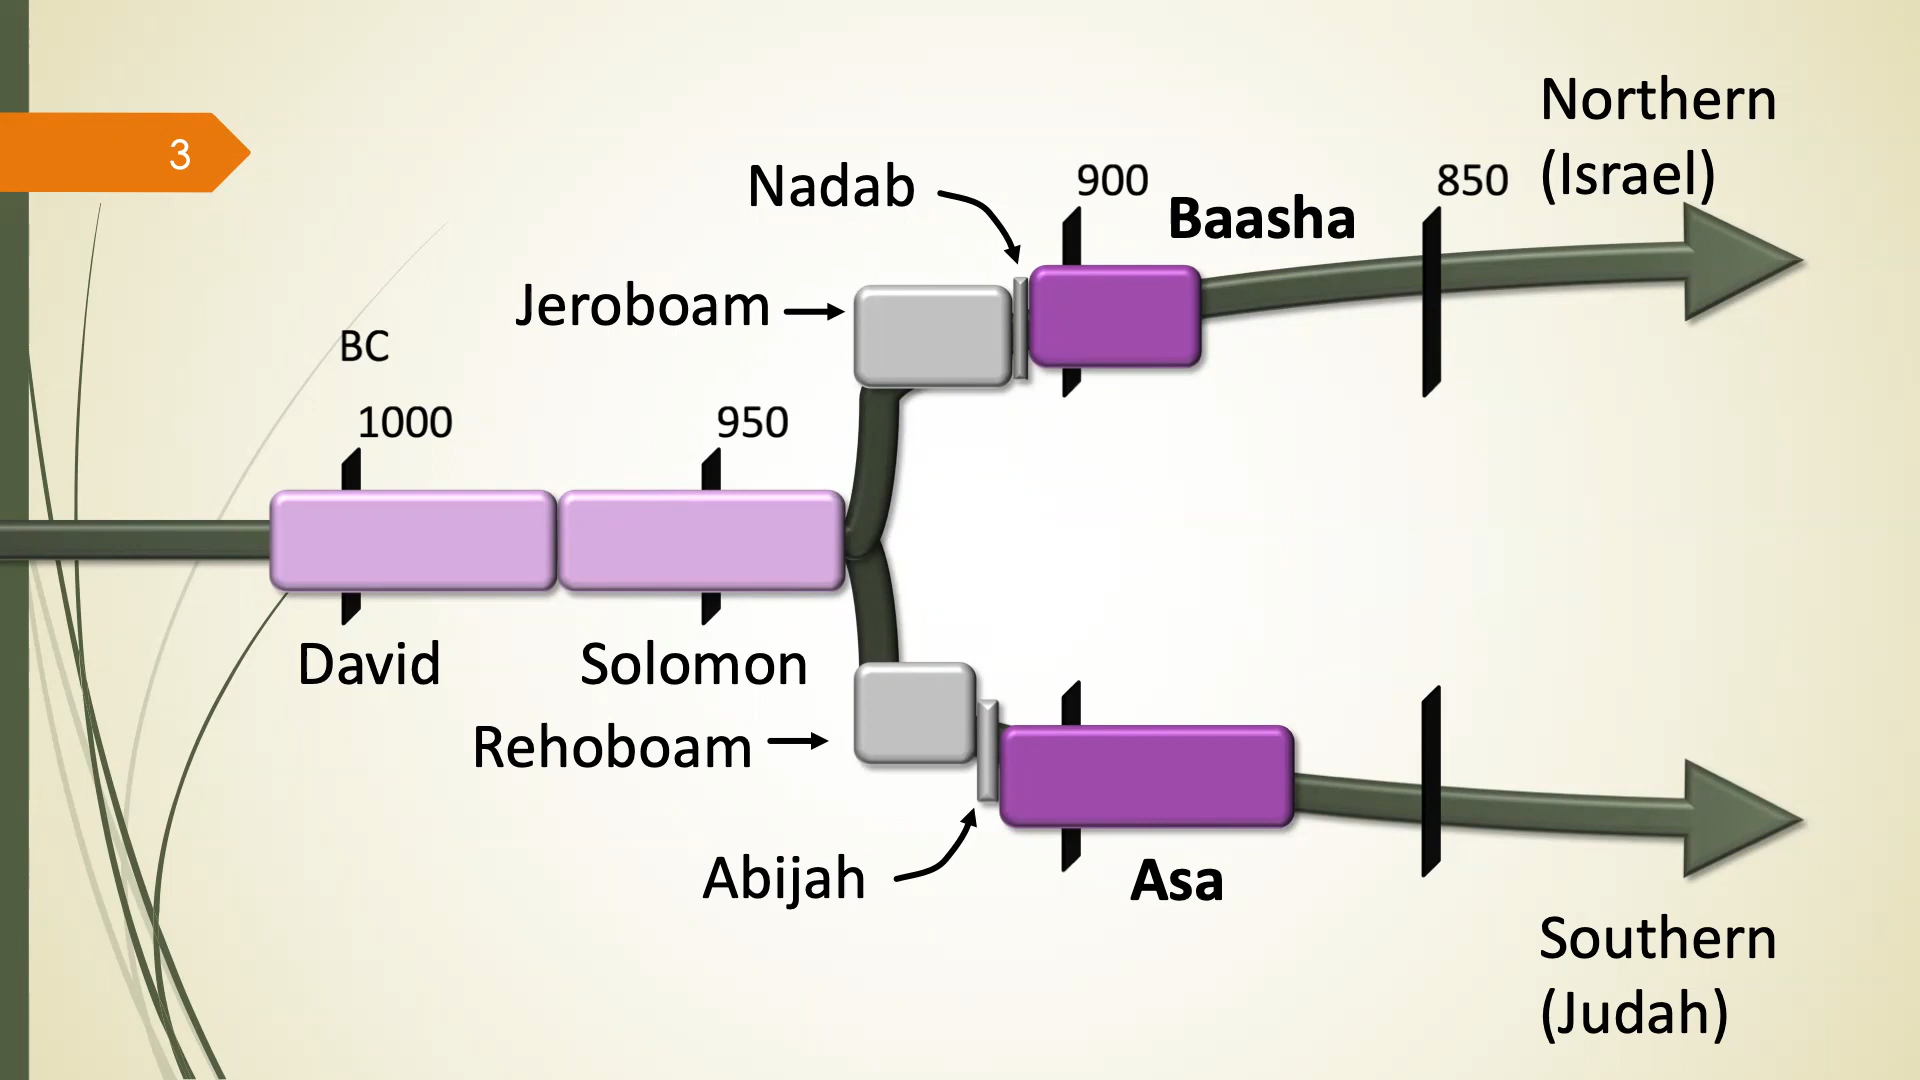 3
Northern
(Israel)
Nadab
900
850
Baasha
Jeroboam
BC
1000
950
David
Solomon
Rehoboam
Abijah
Asa
Southern
(Judah)